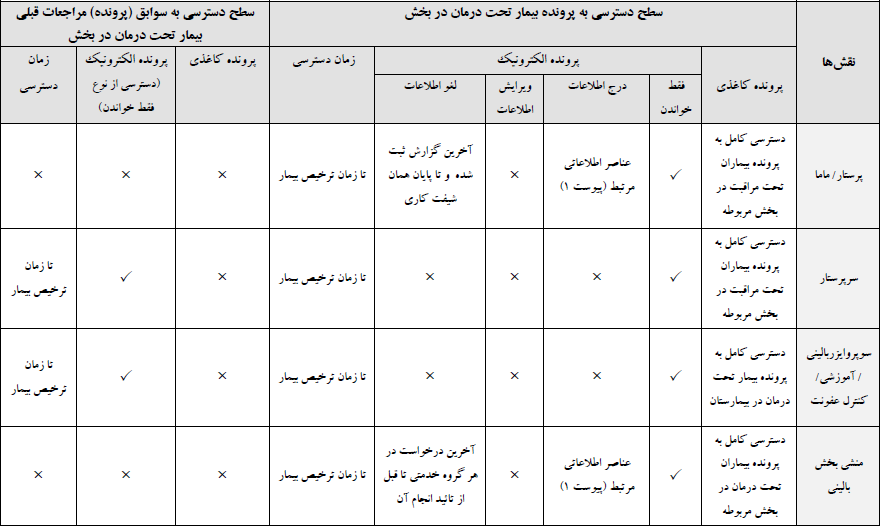 نقش‌ها
سطح دسترسی به پرونده بیمار تحت درمان در بخش
سطح دسترسی به سوابق (پرونده) مراجعات قبلی
بیمار تحت درمان در بخش
پرونده کاغذی
پرونده الکترونیک
زمان دسترسی
پرونده کاغذی
پرونده الکترونیک
(دسترسی از نوع
فقط خواندن)
زمان
دسترسی
فقط
خواندن
درج اطلاعات
ویرایش
اطلاعات
لغو اطلاعات
پرستار/ ماما
دسترسی کامل به
پرونده بیماران
تحت مراقبت در
بخش مربوطه
✓
عناصر اطلاعاتی
مرتبط (پیوست ۱)
×
آخرین گزارش ثبت
شده و تا پایان همان
شیفت کاری
تا زمان ترخیص بیمار
×
×
×
سرپرستار
دسترسی کامل به
پرونده بیماران
تحت مراقبت در
بخش مربوطه
✓
×
×
×
تا زمان ترخیص بیمار
×
✓
تا زمان
ترخیص بیمار
سوپروایزربالینی
/ آموزشی/
کنترل عفونت
دسترسی کامل به
پرونده بیمار تحت
درمان در بیمارستان
✓
×
×
×
تا زمان ترخیص بیمار
×
✓
تا زمان
ترخیص بیمار
منشی بخش
بالینی
دسترسی کامل به
پرونده بیماران
تحت درمان در
بخش مربوطه
✓
عناصر اطلاعاتی
مرتبط (پیوست ۱)
×
آخرین درخواست در
هر گروه خدمتی تا قبل
از تائید انجام آن
تا زمان ترخیص بیمار
×
×
×